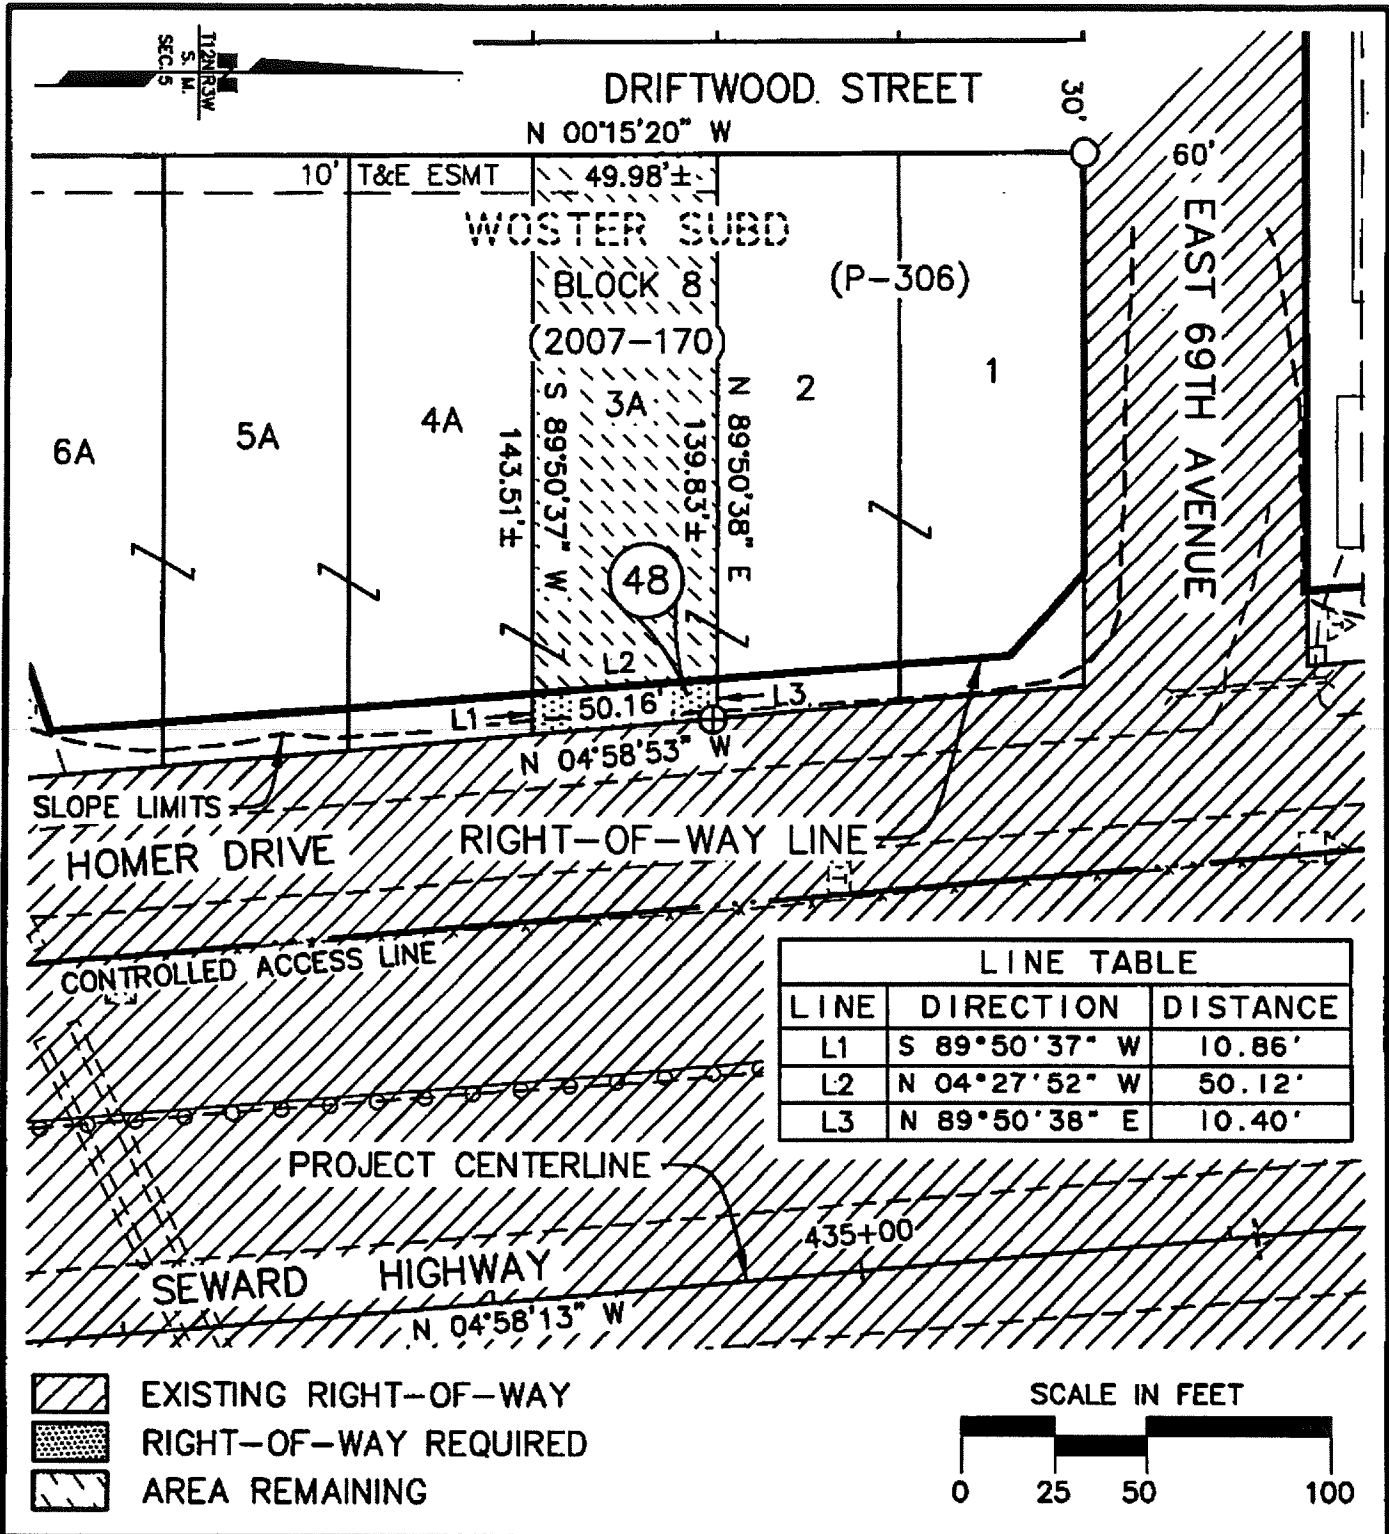 T12N R3W
S. M.
SEC. 5
N
DRIFTWOOD. STREET
30'
N 00°15'20" W
60'
10' T&E ESMT
49.98'±
WOSTER SUBD
BLOCK 8
(P-306)
(2007-170)
EAST 69TH AVENUE
1
2
3A
4A
5A
6A
S 89°50'37" W
143.51'±
139.83'±
N 89°50'38" E
48
L2
L1
50.16'
L3
N 04°58'53" W
SLOPE LIMITS
HOMER DRIVE
RIGHT-OF-WAY LINE
CONTROLLED ACCESS LINE
LINE TABLE
LINE DIRECTION DISTANCE
L1 S 89°50'37" W 10.86'
L2 N 04°27'52" W 50.12'
L3 N 89°50'38" E 10.40'
PROJECT CENTERLINE
435+00
SEWARD HIGHWAY
N 04°58'13" W
EXISTING RIGHT-OF-WAY
RIGHT-OF-WAY REQUIRED
AREA REMAINING
SCALE IN FEET
0 25 50 100